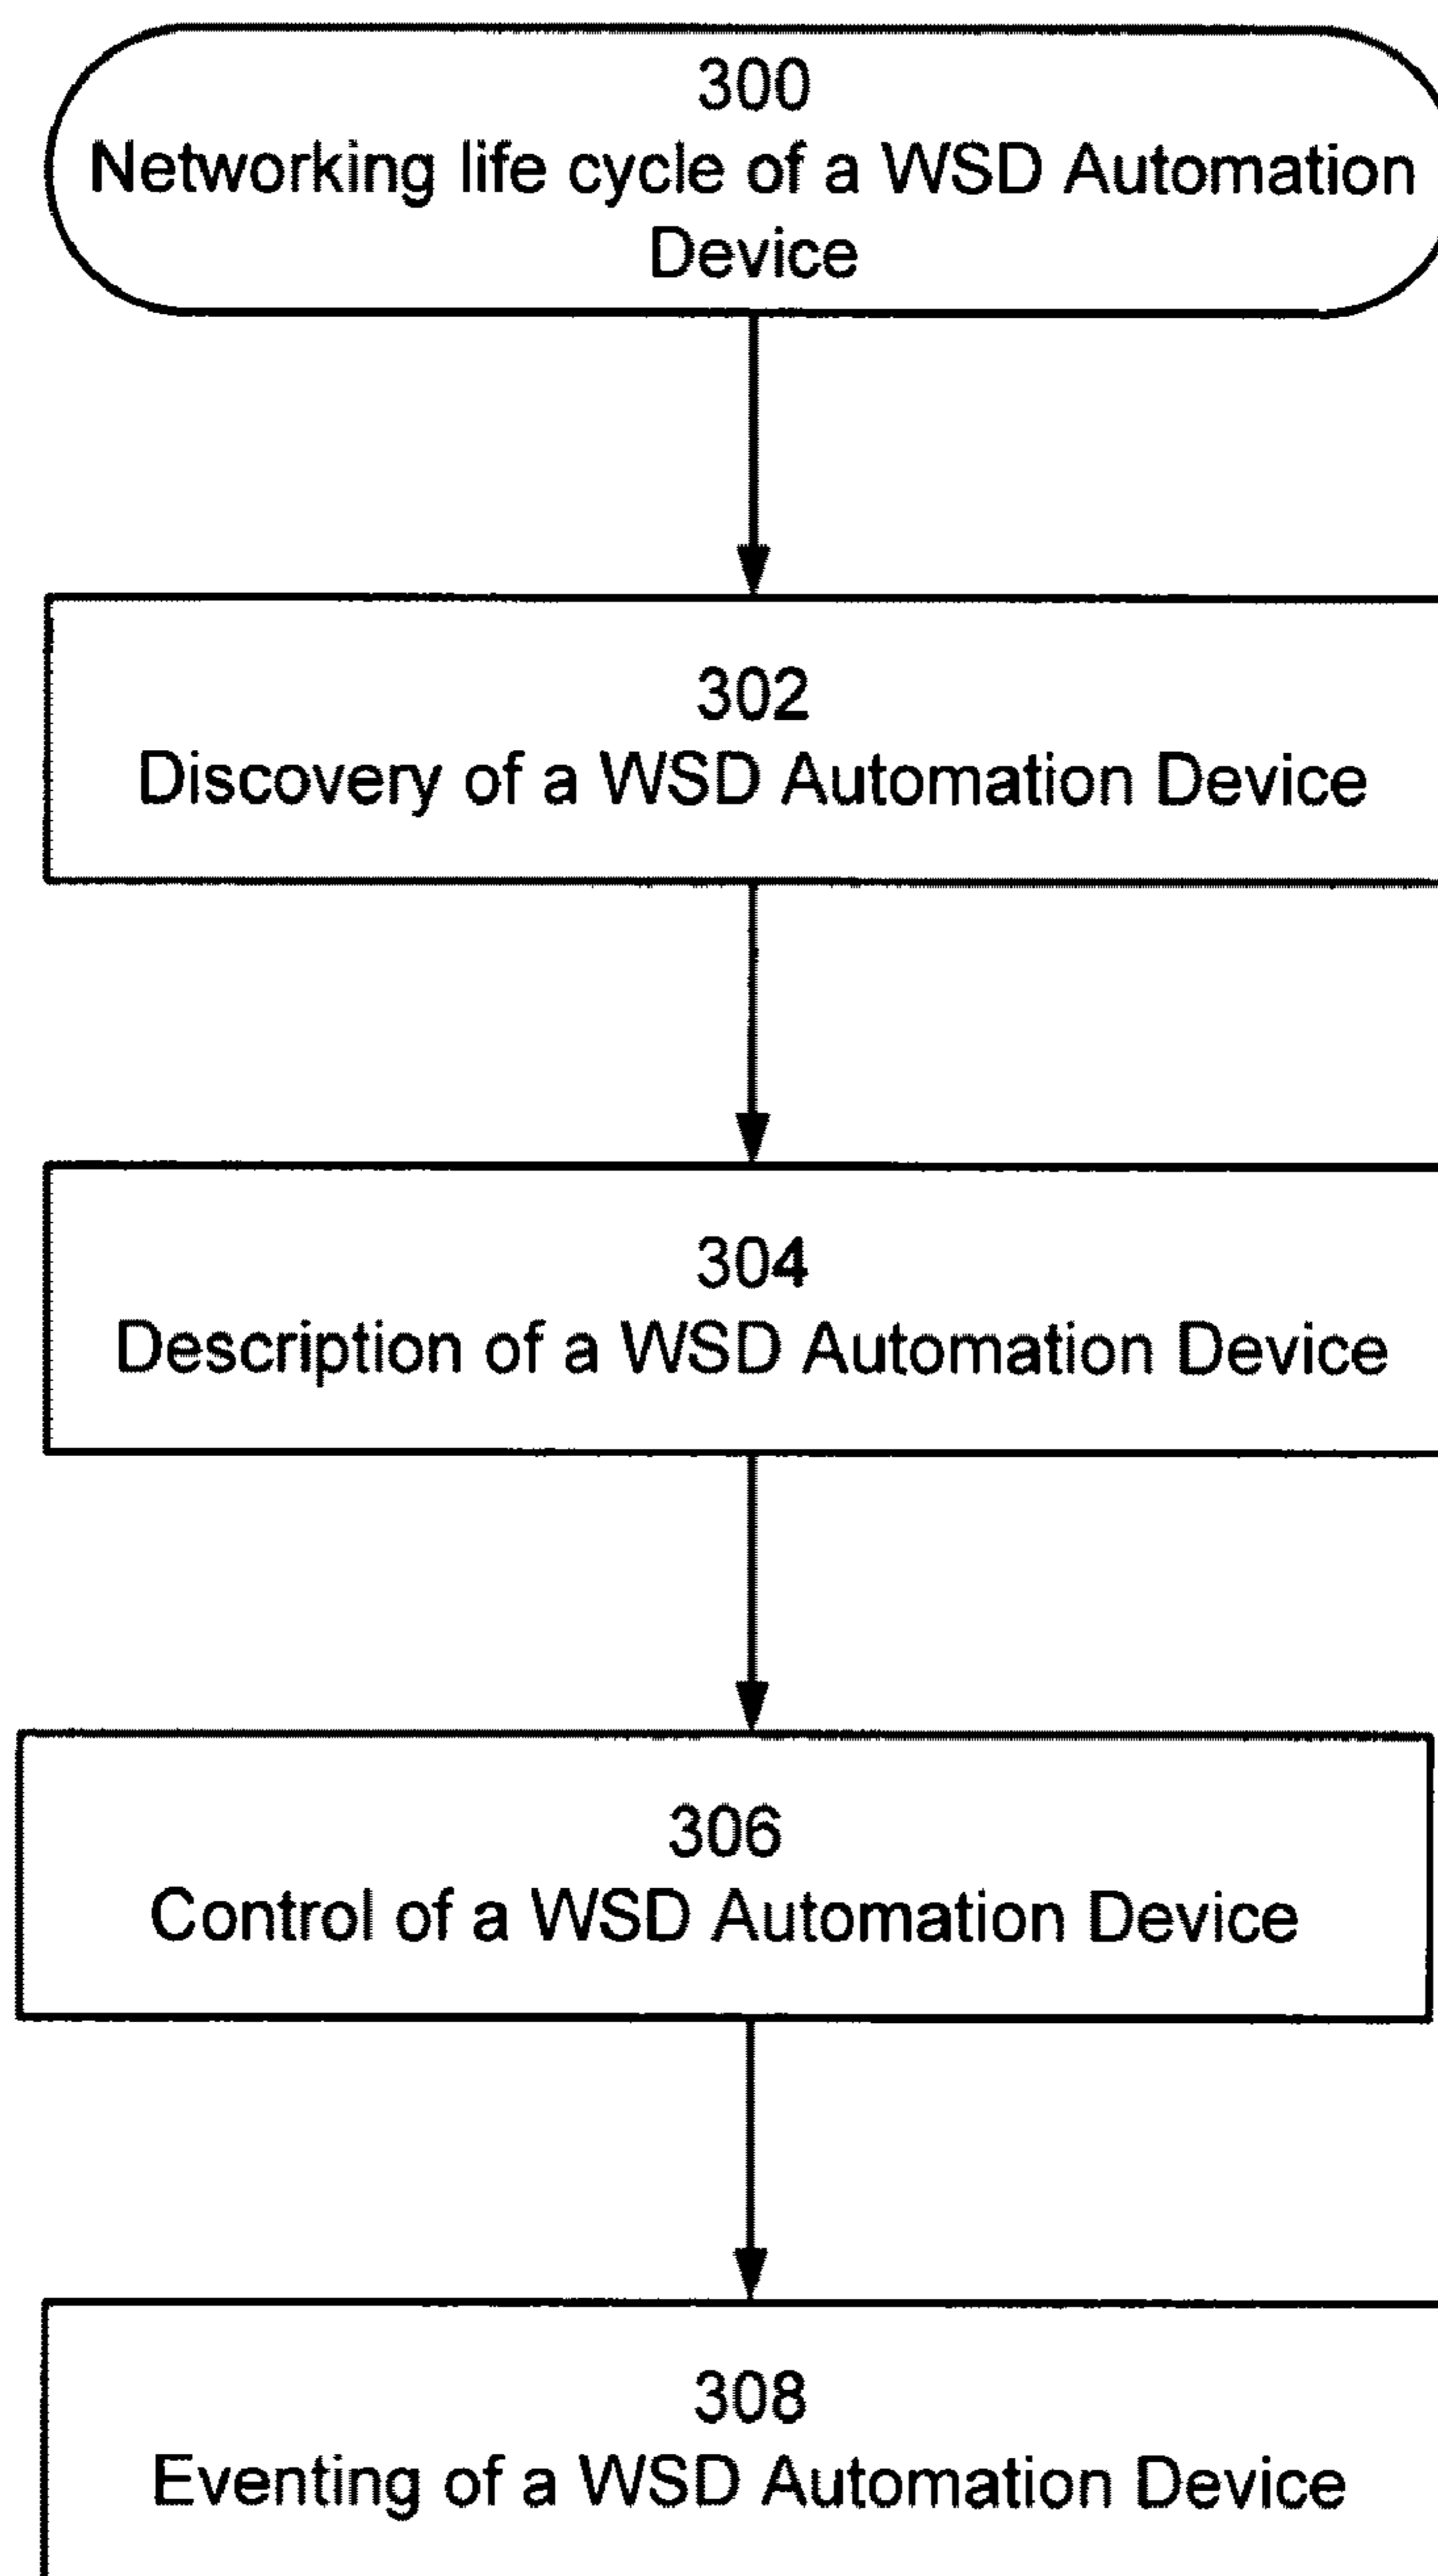 300
Networking life cycle of a WSD Automation
Device
302
Discovery of a WSD Automation Device
304
Description of a WSD Automation Device
306
Control of a WSD Automation Device
308
Eventing of a WSD Automation Device